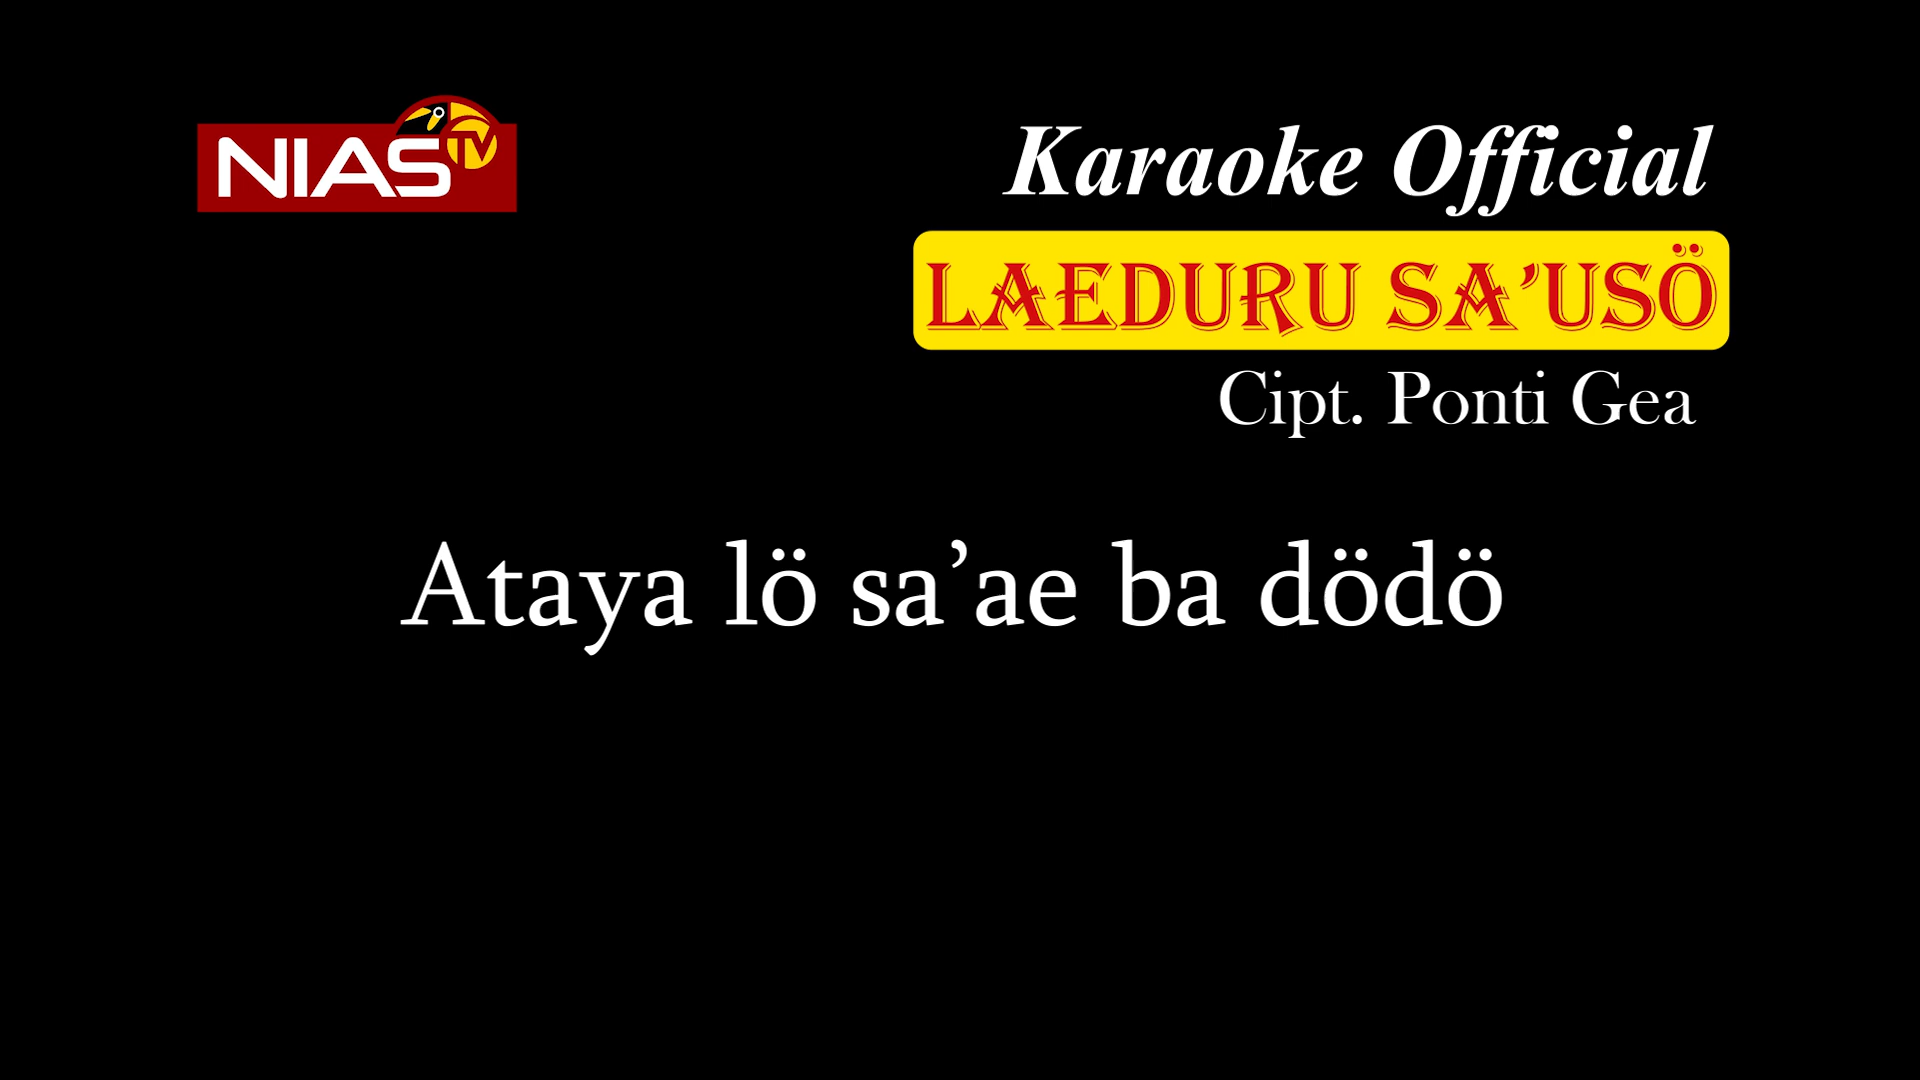 NIAS TV
Karaoke Official
LAEDURU SA’USÖ
Cipt. Ponti Gea
Ataya lö sa’ae ba dödö